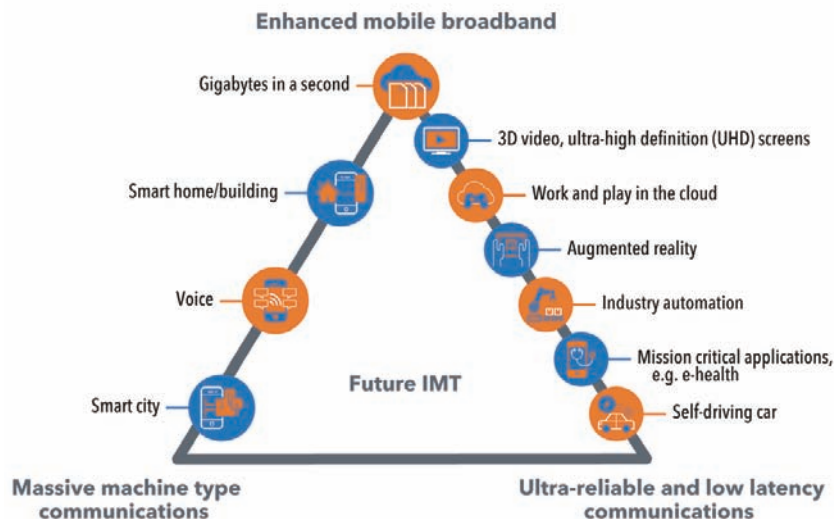 Enhanced mobile broadband
Gigabytes in a second
3D video, ultra-high definition (UHD) screens
Smart home/building
Work and play in the cloud
Augmented reality
Voice
Industry automation
Mission critical applications,
e.g. e-health
Future IMT
Smart city
Self-driving car
Massive machine type
communications
Ultra-reliable and low latency
communications